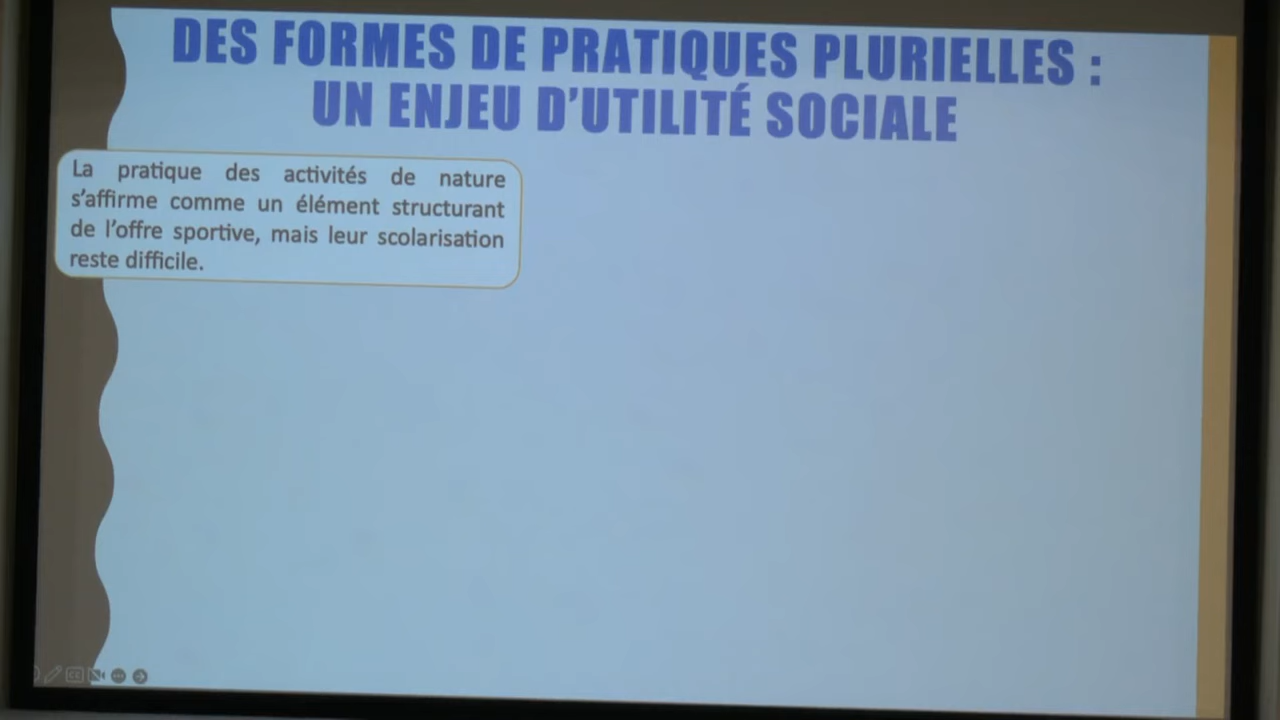 DES FORMES DE PRATIQUES PLURIELLES :
UN ENJEU D'UTILITÉ SOCIALE
La pratique des activités de nature
s'affirme comme un élément structurant
de l'offre sportive, mais leur scolarisation
reste difficile.